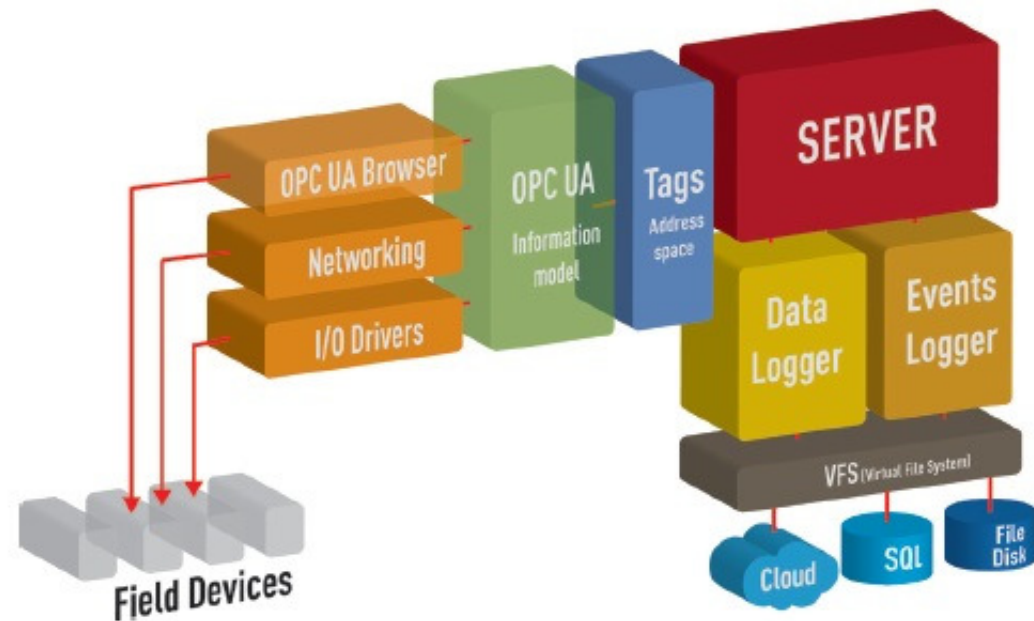 OPC UA Browser
Networking
I/O Drivers
OPC UA
Information
model
Tags
Address
space
SERVER
Data
Logger
Events
Logger
VFS (Virtual File System)
Cloud
SQL
File
Disk
Field Devices